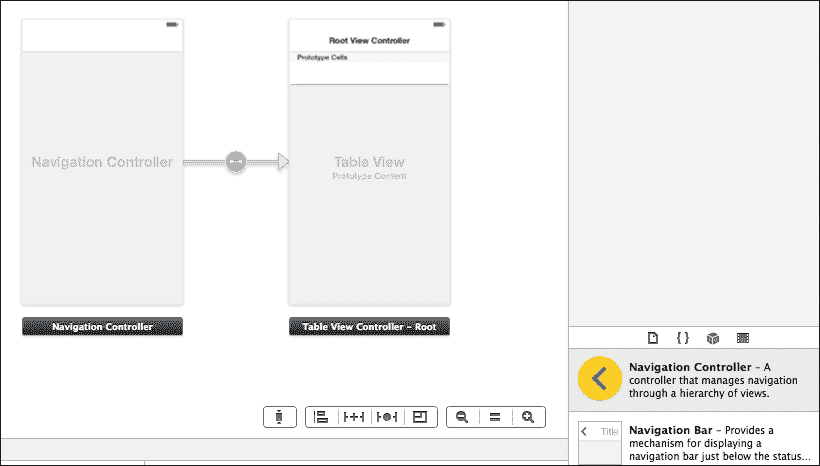 Root View Controller
Prototype Cells
Navigation Controller
Table View
Prototype Content
Navigation Controller
Table View Controller – Root
{ }
Navigation Controller – A
controller that manages navigation
through a hierarchy of views.
Title
Navigation Bar – Provides a
mechanism for displaying a
navigation bar just below the status...